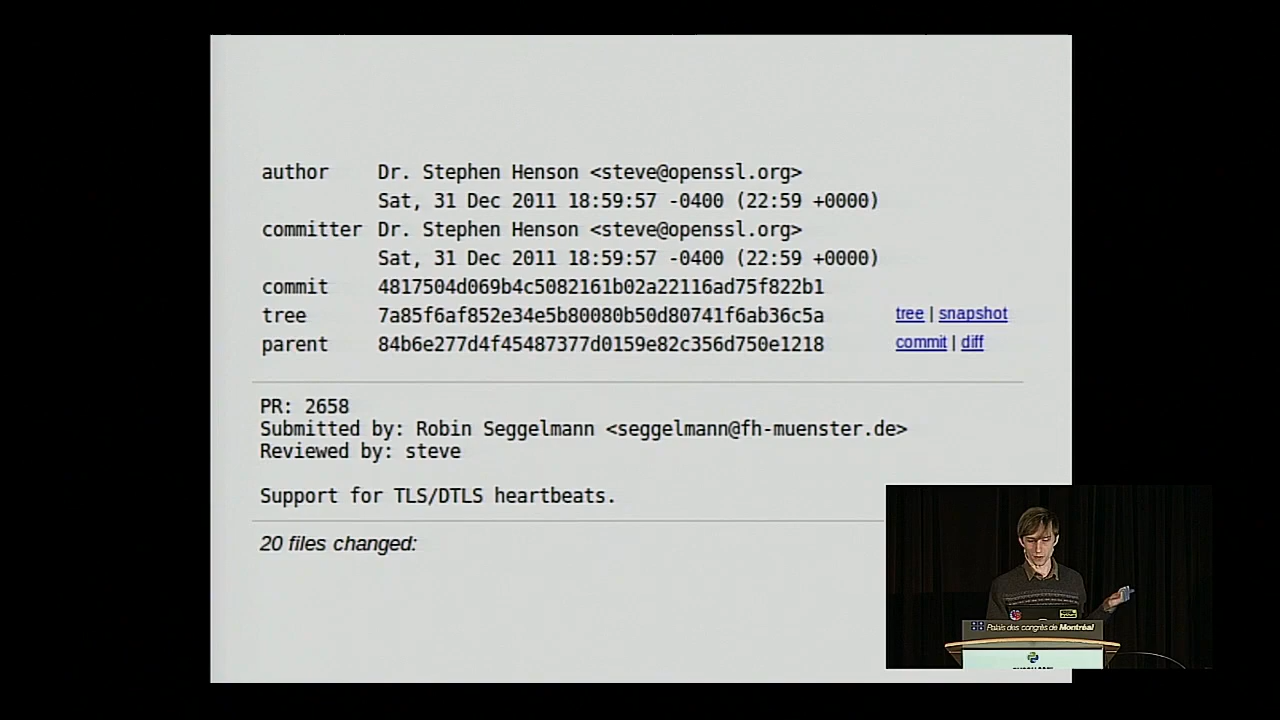 author Dr. Stephen Henson <steve@openssl.org>
Sat, 31 Dec 2011 18:59:57 -0400 (22:59 +0000)
committer Dr. Stephen Henson <steve@openssl.org>
Sat, 31 Dec 2011 18:59:57 -0400 (22:59 +0000)
commit 4817504d069b4c5082161b02a22116ad75f822b1
tree 7a85f6af852e34e5b80080b50d80741f6ab36c5a tree | snapshot
parent 84b6e277d4f45487377d0159e82c356d750e1218 commit | diff
PR: 2658
Submitted by: Robin Seggelmann <seggelmann@fh-muenster.de>
Reviewed by: steve
Support for TLS/DTLS heartbeats.
20 files changed:
Palais des congrès de Montréal